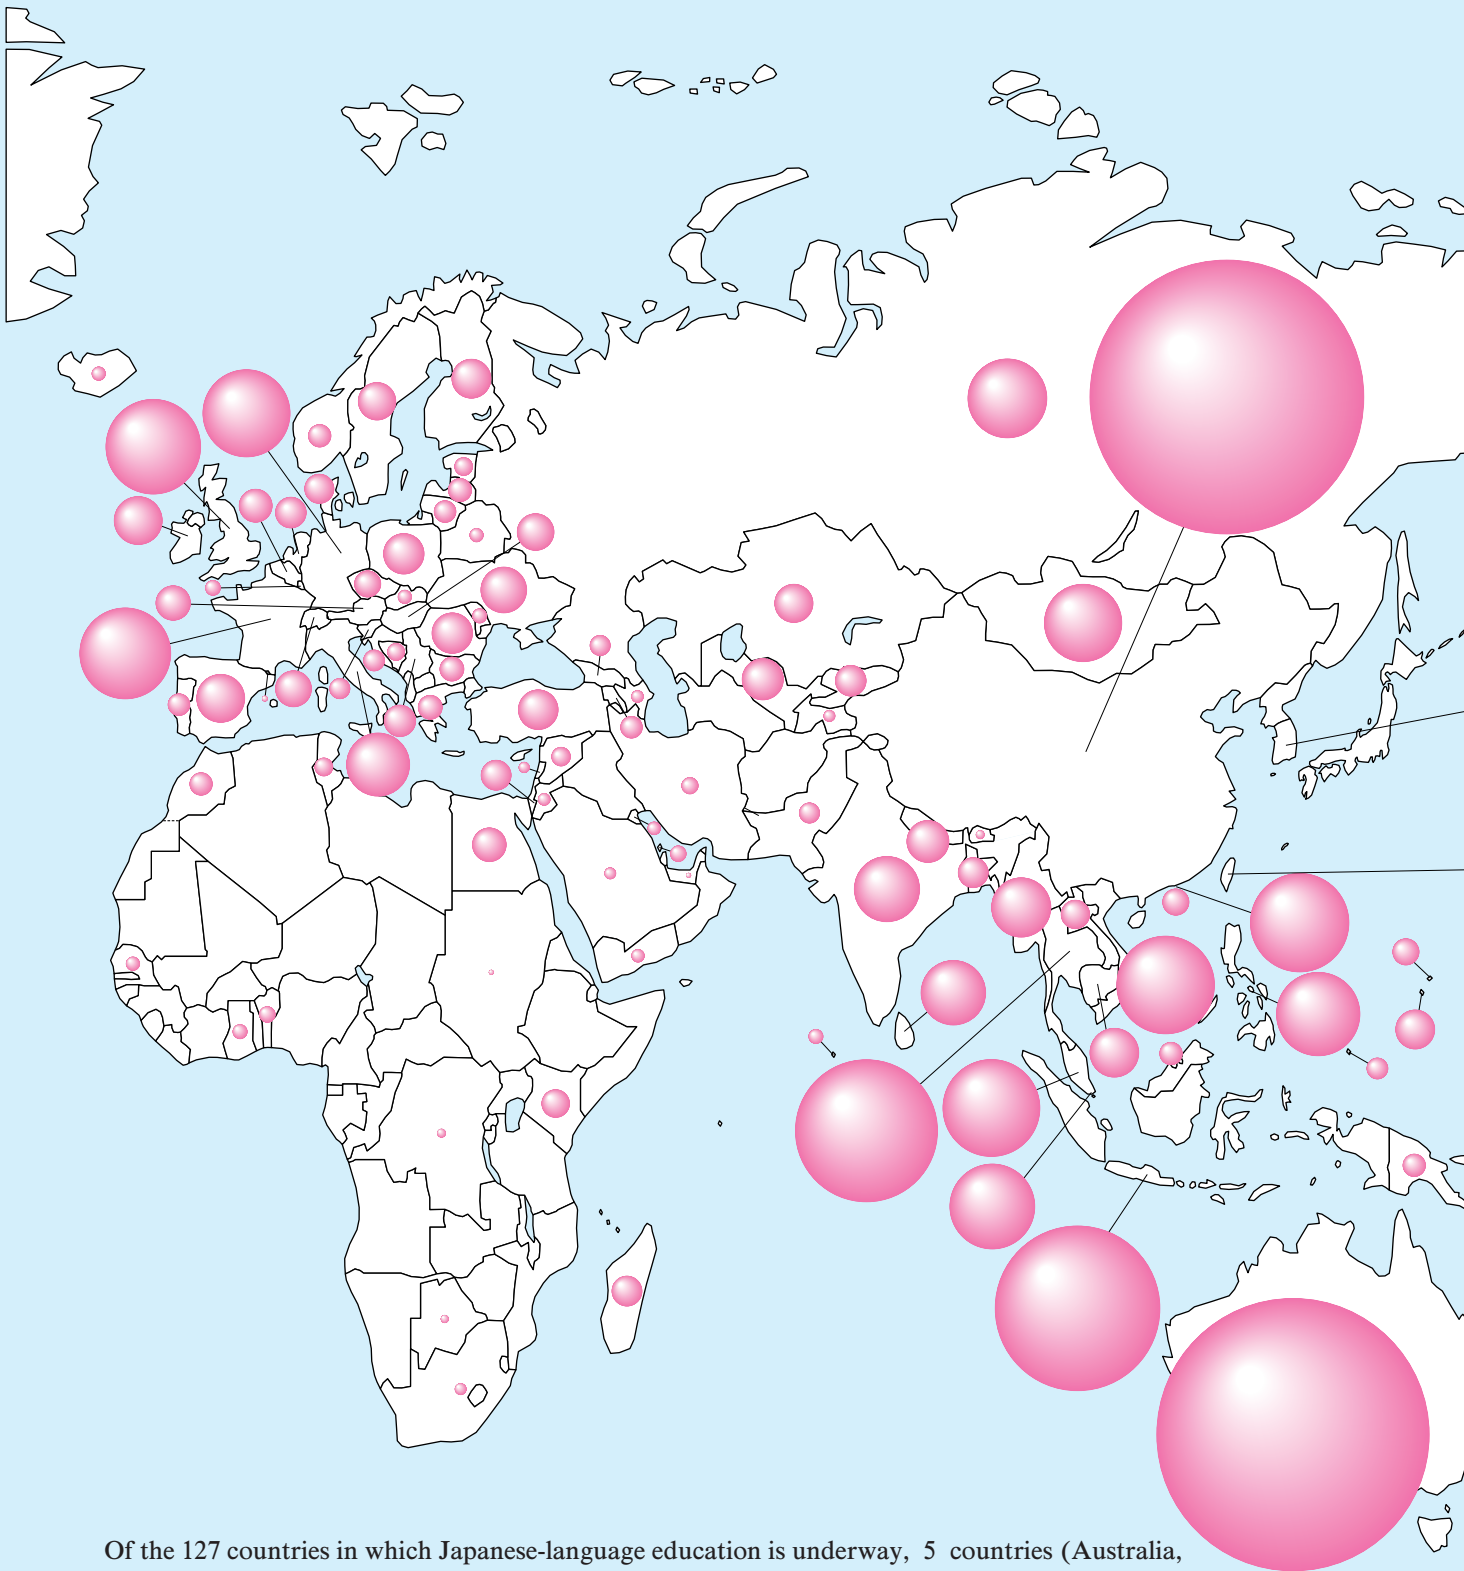 Of the 127 countries in which Japanese-language education is underway, 5 countries (Australia,